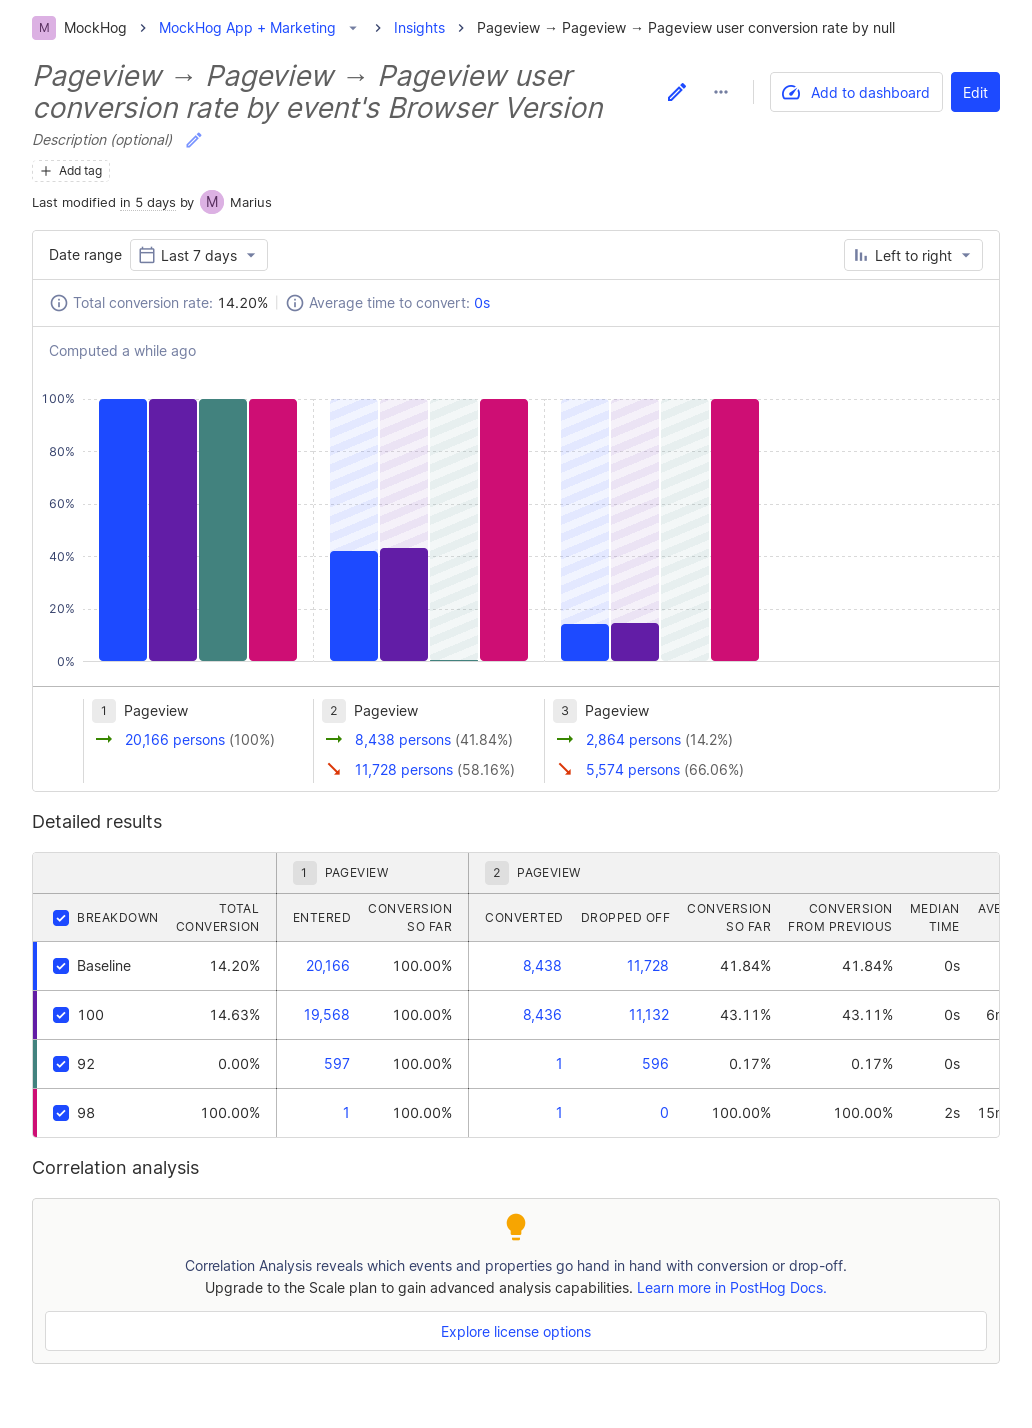 M MockHog > MockHog App + Marketing > Insights > Pageview → Pageview → Pageview user conversion rate by null
Pageview → Pageview → Pageview user
conversion rate by event's Browser Version
Add to dashboard
Edit
Description (optional)
+ Add tag
Last modified in 5 days by M Marius
Date range Last 7 days
Left to right
Total conversion rate: 14.20%
Average time to convert: 0s
Computed a while ago
100%
80%
60%
40%
20%
0%
1 Pageview
20,166 persons (100%)
2 Pageview
8,438 persons (41.84%)
11,728 persons (58.16%)
3 Pageview
2,864 persons (14.2%)
5,574 persons (66.06%)
Detailed results
1 PAGEVIEW 2 PAGEVIEW
BREAKDOWN TOTAL CONVERSION ENTERED CONVERSION SO FAR CONVERTED DROPPED OFF CONVERSION SO FAR CONVERSION FROM PREVIOUS MEDIAN TIME
Baseline 14.20% 20,166 100.00% 8,438 11,728 41.84% 41.84% 0s
100 14.63% 19,568 100.00% 8,436 11,132 43.11% 43.11% 0s
92 0.00% 597 100.00% 1 596 0.17% 0.17% 0s
98 100.00% 1 100.00% 1 0 100.00% 100.00% 2s
Correlation analysis
Correlation Analysis reveals which events and properties go hand in hand with conversion or drop-off.
Upgrade to the Scale plan to gain advanced analysis capabilities. Learn more in PostHog Docs.
Explore license options